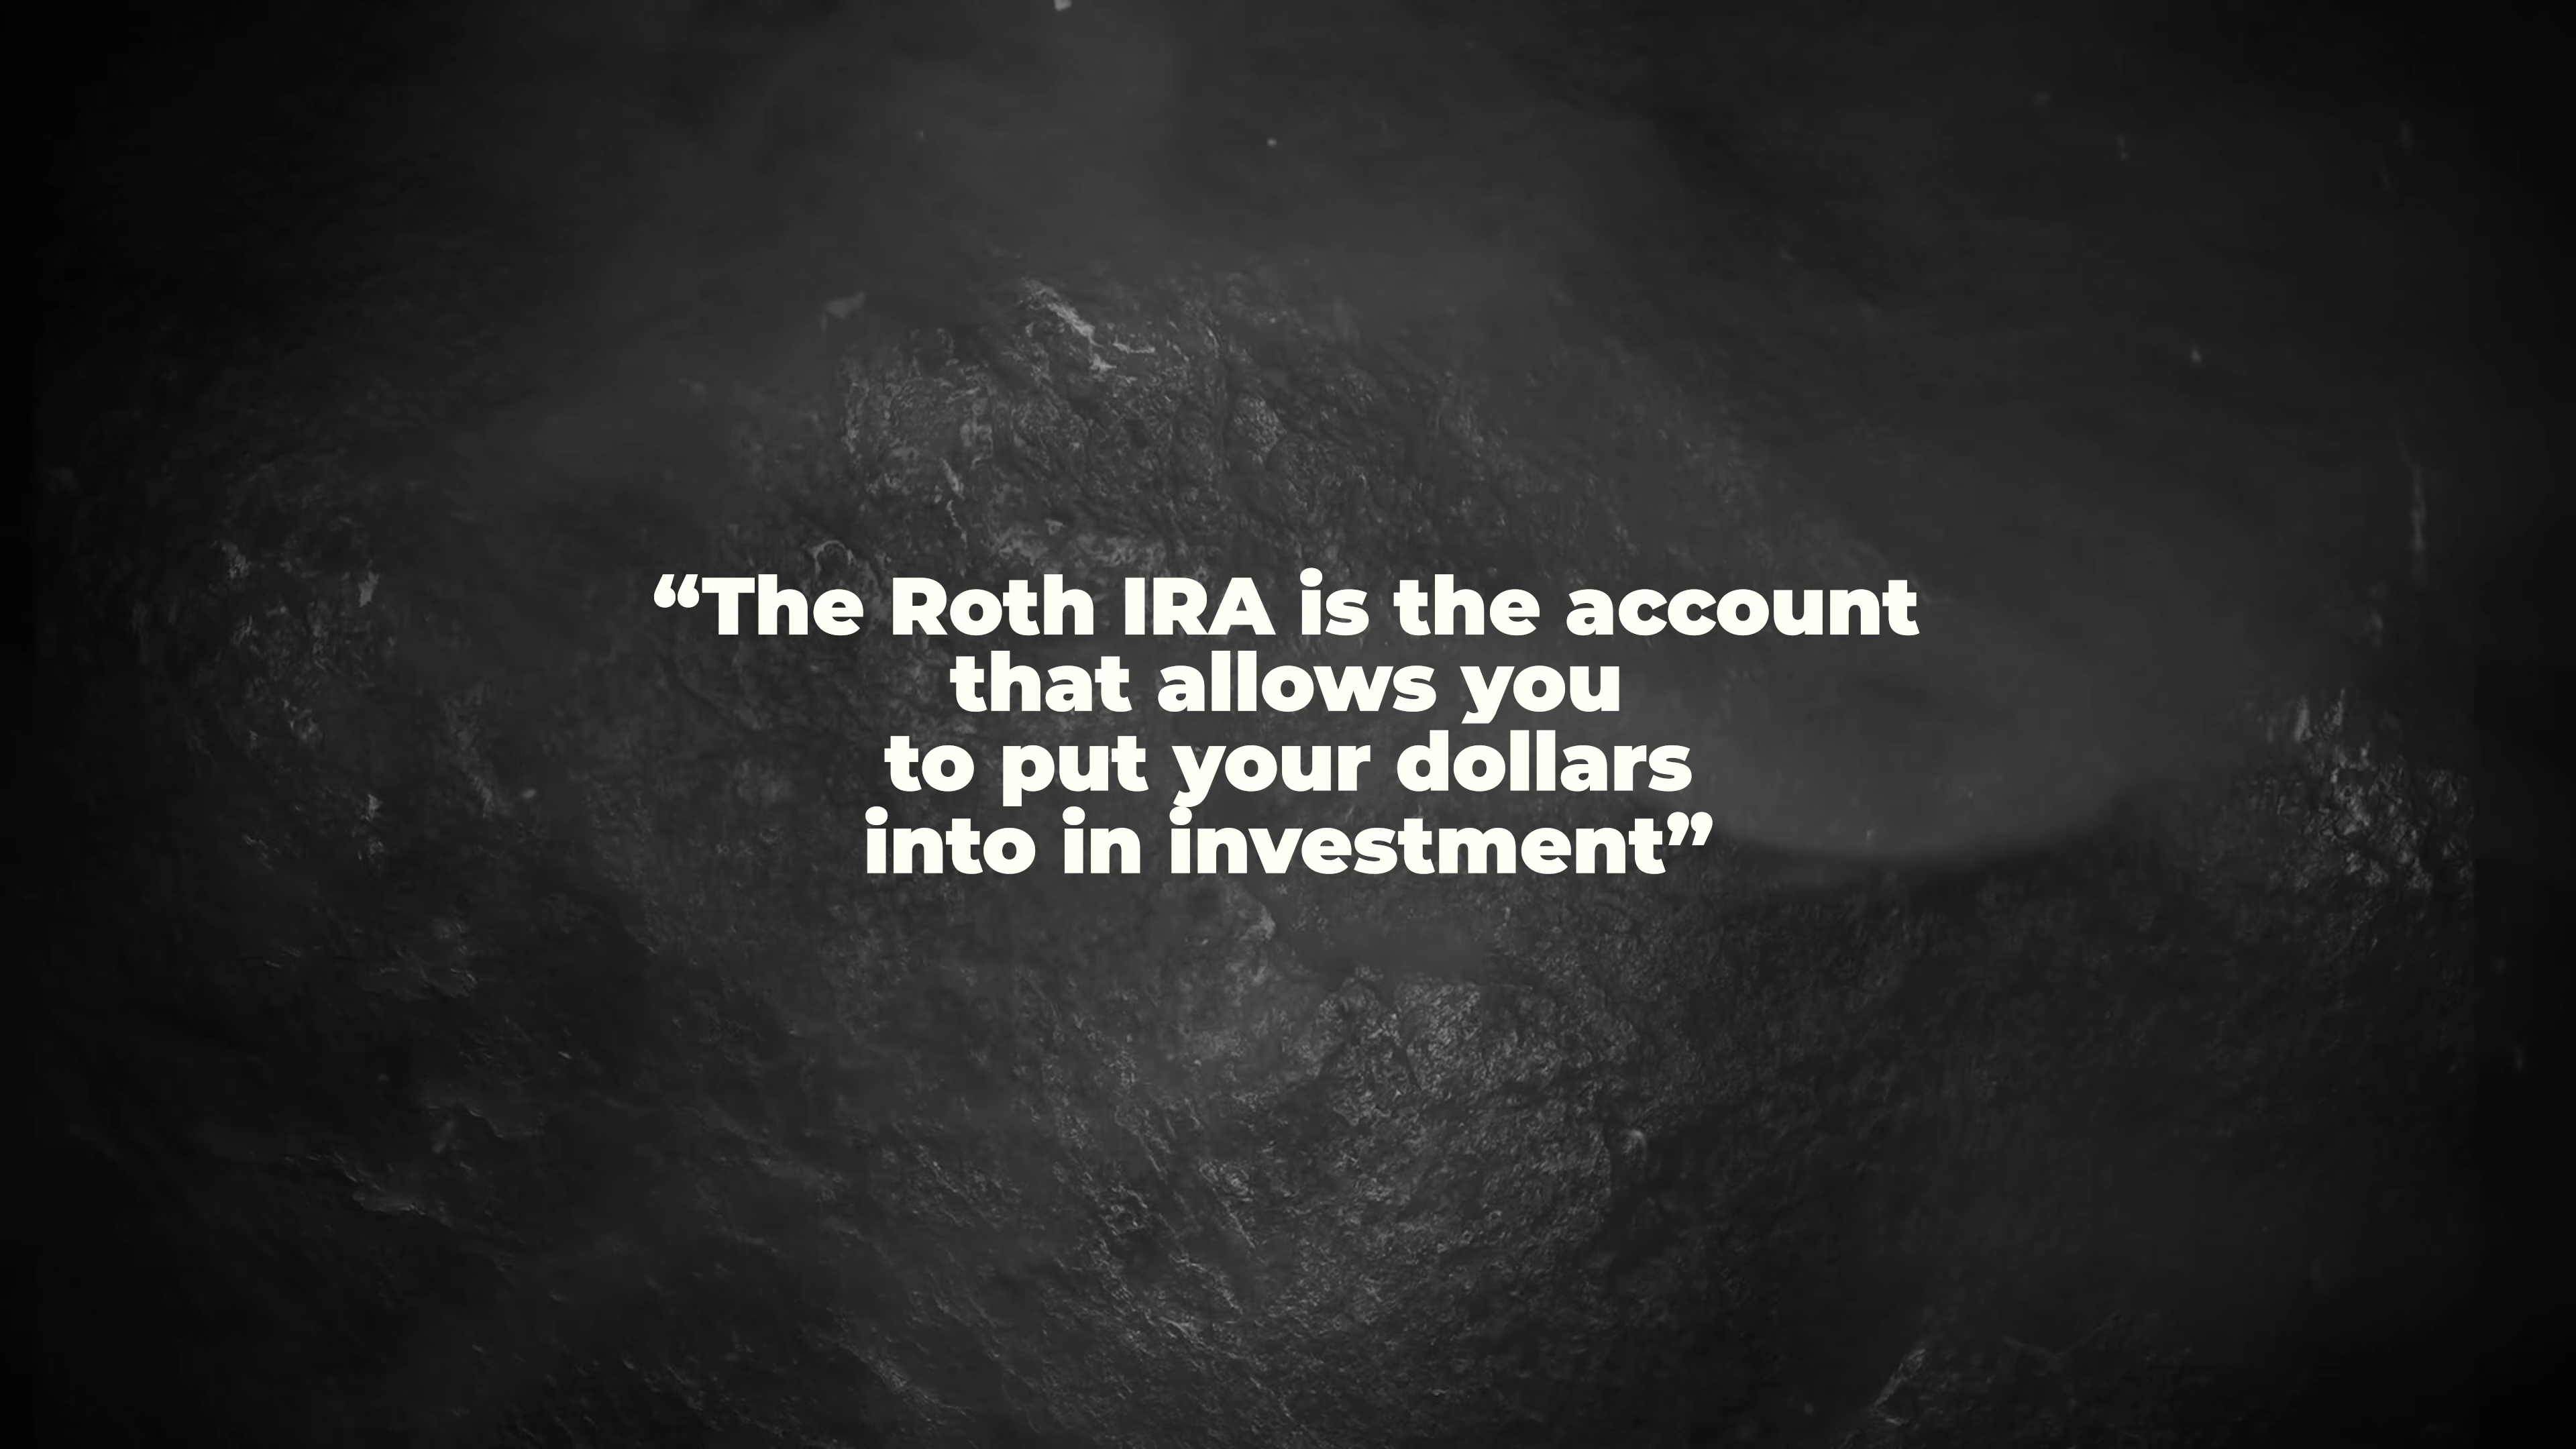 “The Roth IRA is the account
that allows you
to put your dollars
into in investment”